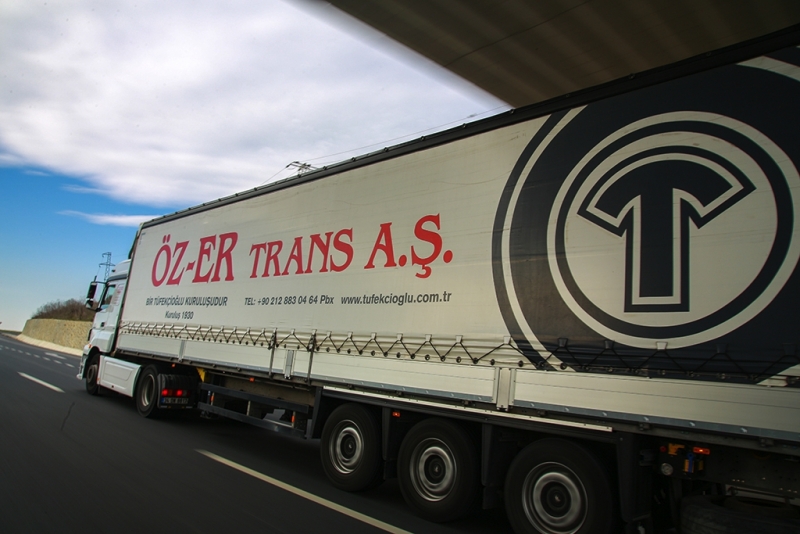 ÖZ-ER TRANS A.Ş.
BİR TÜFEKÇİOĞLU KURULUŞUDUR TEL: +90 212 883 04 64 Pbx www.tufekcioglu.com.tr
Kuruluş 1930
T